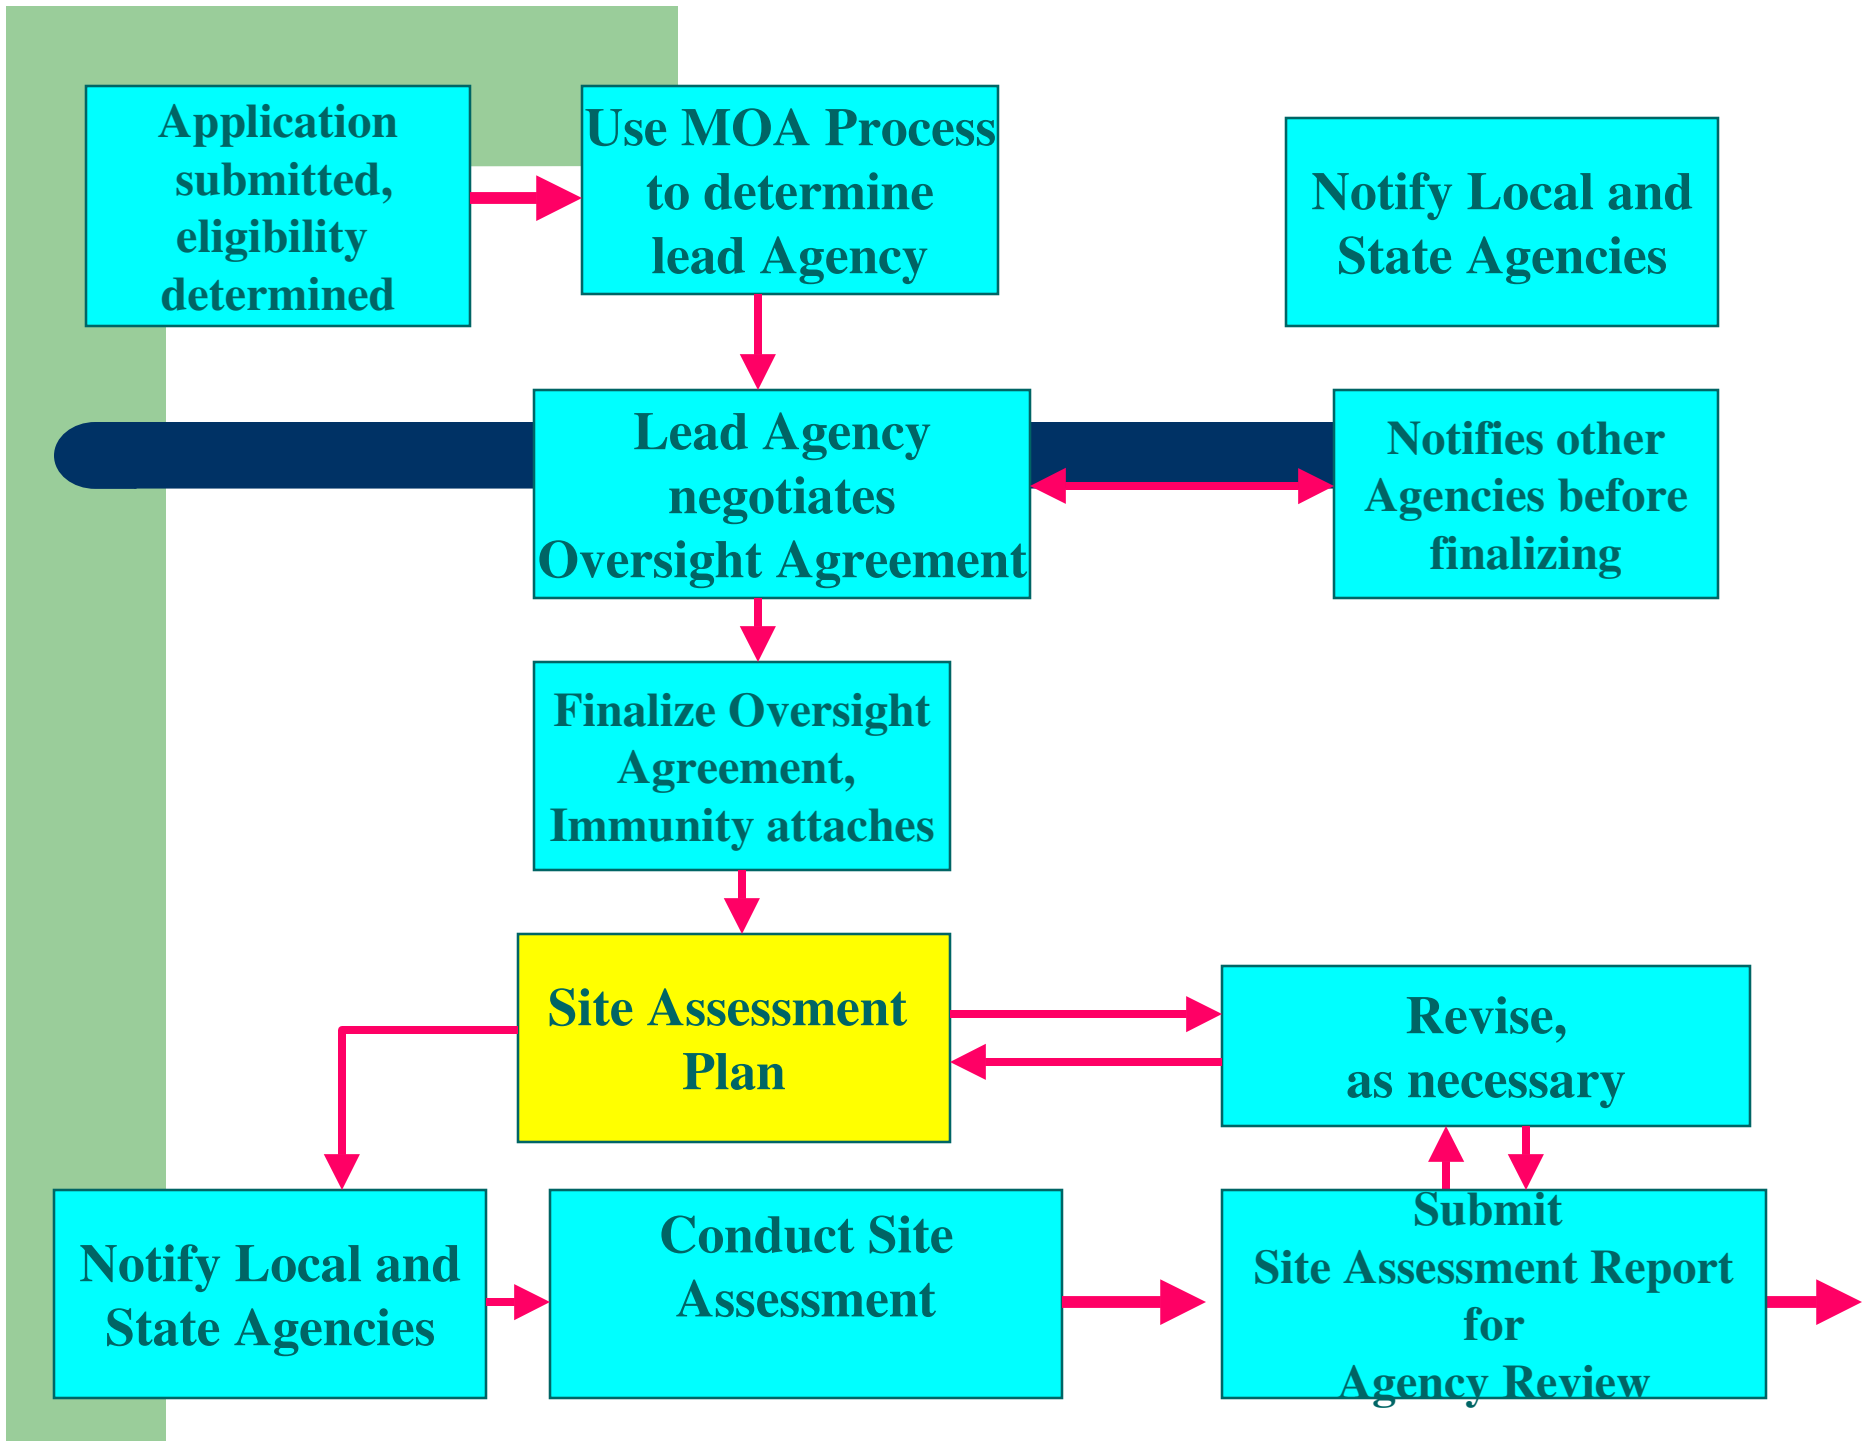 Application
submitted,
eligibility
determined
Use MOA Process
to determine
lead Agency
Notify Local and
State Agencies
Lead Agency
negotiates
Oversight Agreement
Notifies other
Agencies before
finalizing
Finalize Oversight
Agreement,
Immunity attaches
Site Assessment
Plan
Revise,
as necessary
Notify Local and
State Agencies
Conduct Site
Assessment
Submit
Site Assessment Report
for
Agency Review